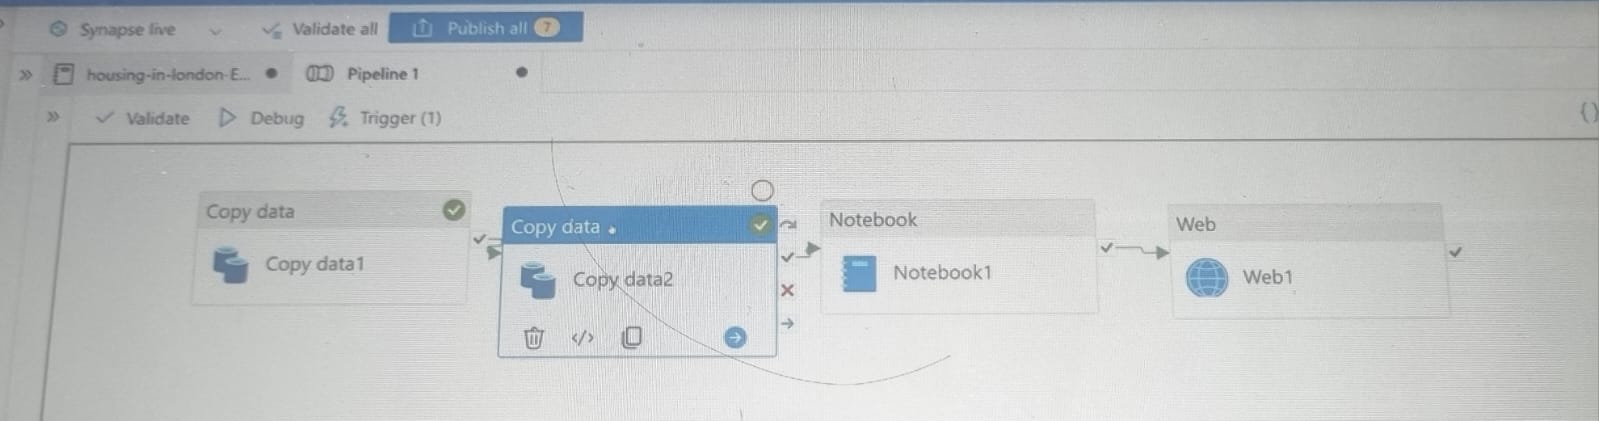 Synapse live Validate all Publish all 7
housing-in-london-E... Pipeline 1
Validate Debug Trigger (1)
Copy data
Copy data1
Copy data
Copy data2
Notebook
Notebook1
Web
Web1